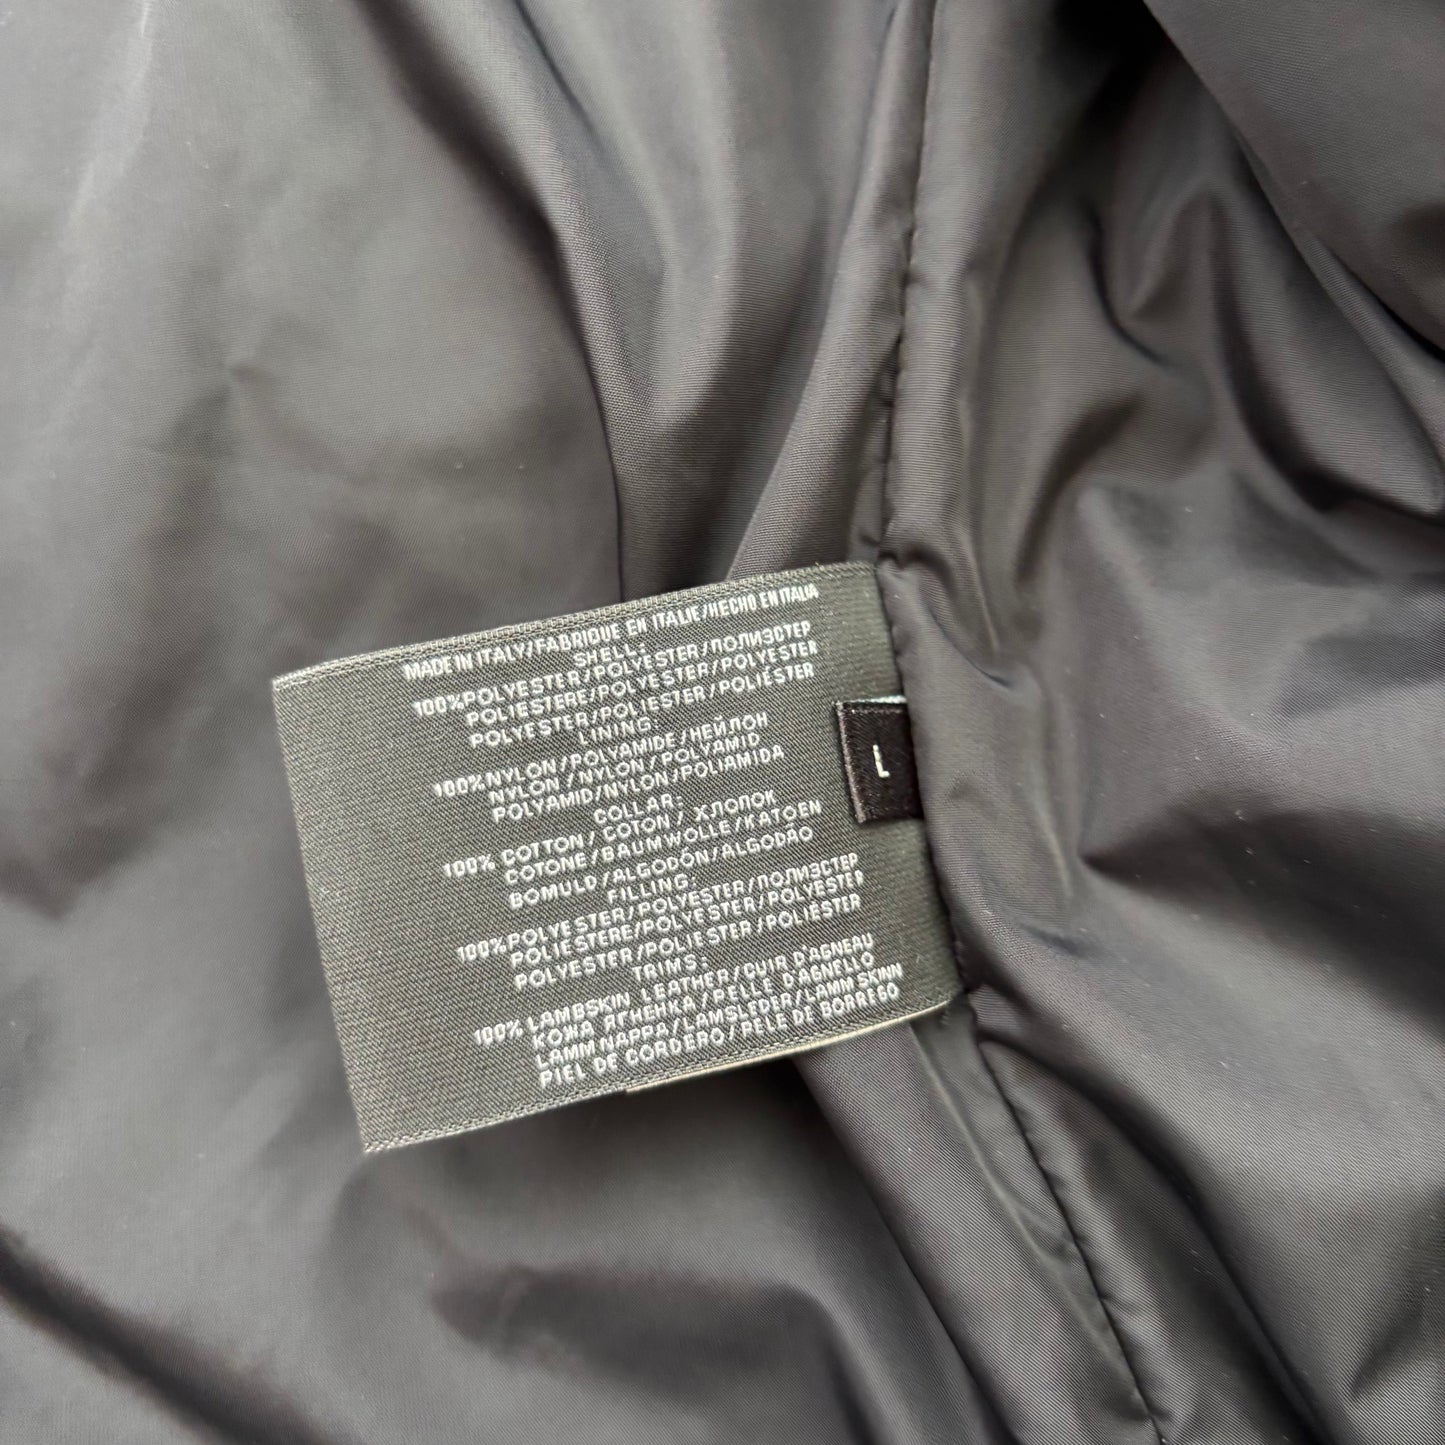 MADE IN ITALY/FABRIQUE EN ITALIE/HECHO EN ITALIA
SHELL:
100%POLYESTER/POLYESTER/ПОЛИЭСТЕР
POLIESTERE/POLYESTER/POLYESTER
POLYESTER/POLIESTER/POLIÉSTER
LINING:
100%NYLON/POLYAMIDE/НЕЙЛОН
NYLON/NYLON/POLYAMID
POLYAMID/NYLON/POLIAMIDA
COLLAR:
100% COTTON/COTON/ХЛОПОК
COTONE/BAUMWOLLE/KATOEN
BOMULD/ALGODÓN/ALGODÃO
FILLING:
100%POLYESTER/POLYESTER/ПОЛИЭСТЕР
POLIESTERE/POLYESTER/POLYESTER
POLYESTER/POLIESTER/POLIÉSTER
TRIMS:
100% LAMBSKIN LEATHER/CUIR D'AGNEAU
КОЖА ЯГНЕНКА/PELLE D'AGNELLO
LAMM NAPPA/LAMSLEDER/LAMM SKINN
PIEL DE CORDERO/PELE DE BORREGO
L